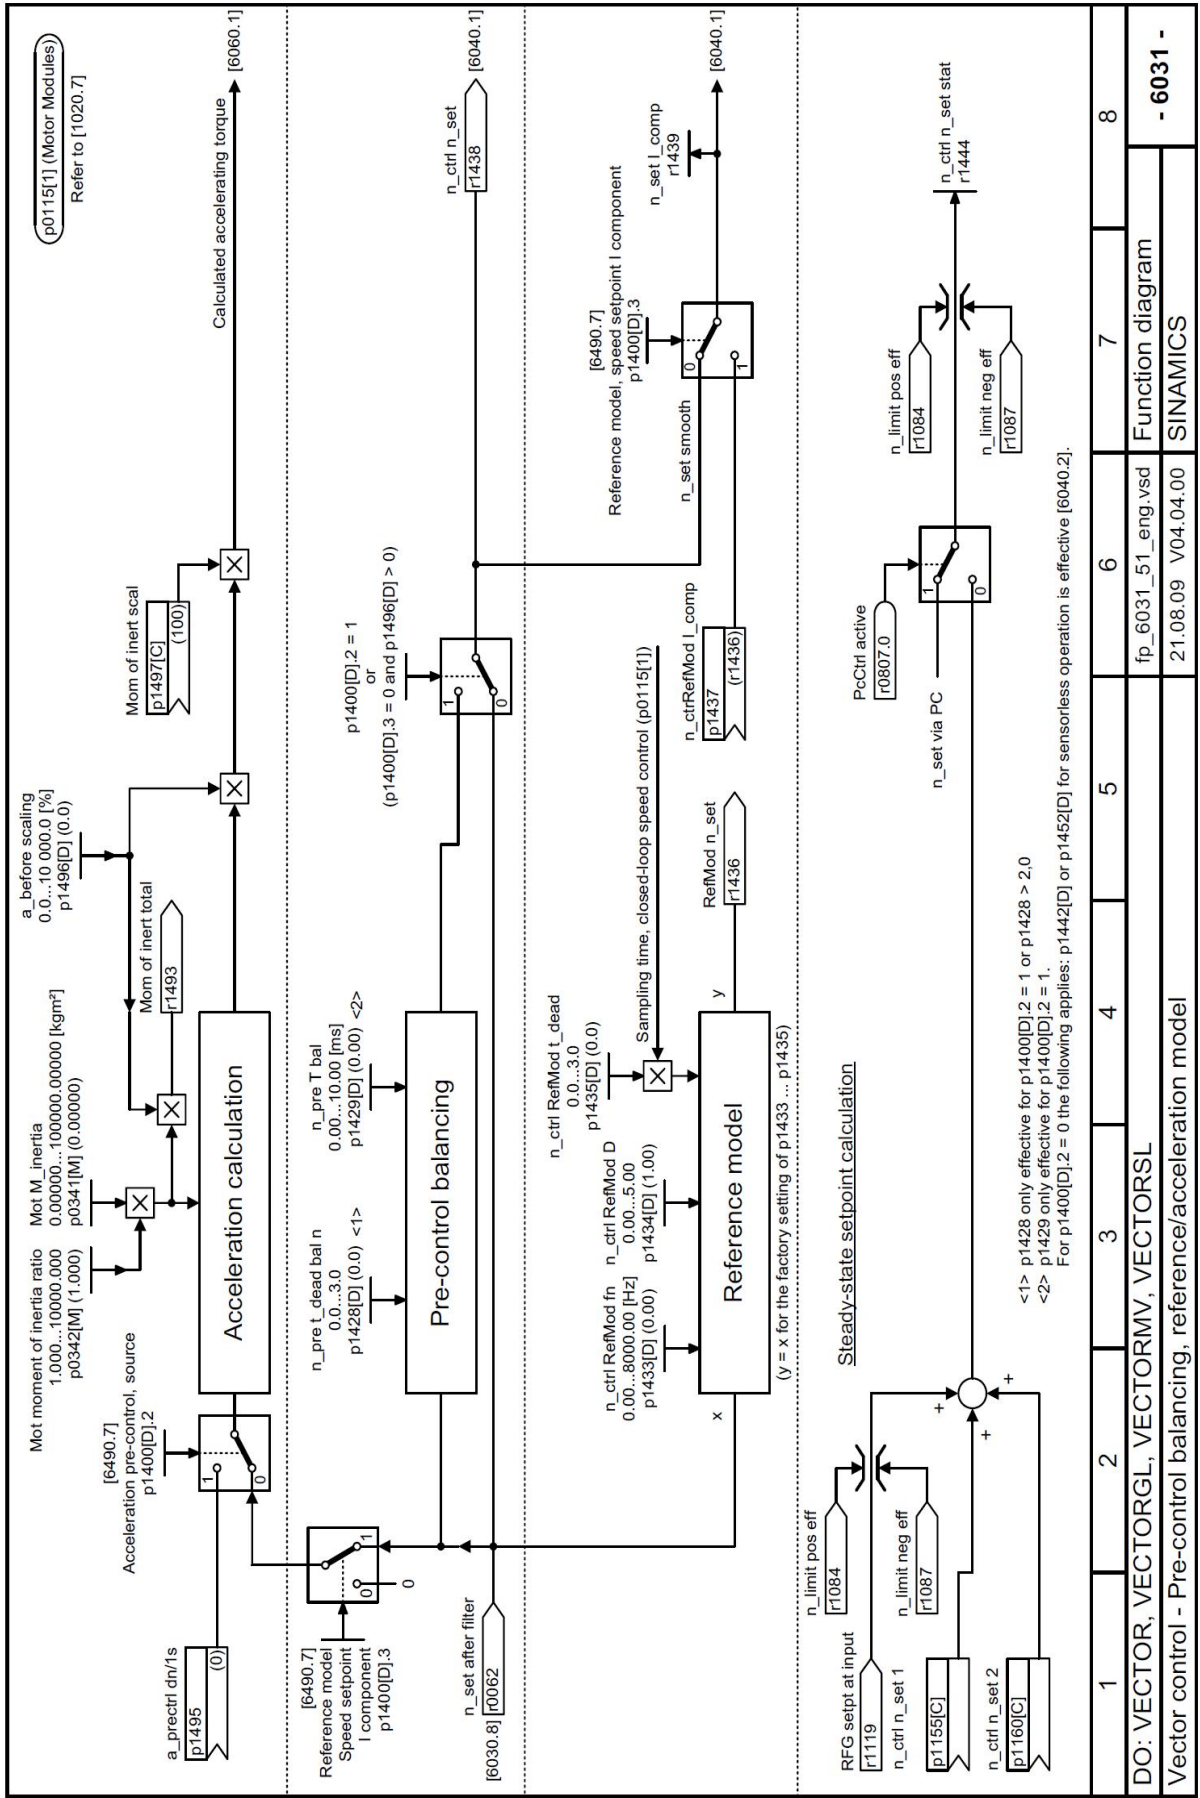 p0115[1] (Motor Modules)
Refer to [1020.7]
a_prectrl dn/1s
p1495
(0)
[6490.7]
Acceleration pre-control, source
p1400[D].2
1
0
Mot moment of inertia ratio
1.000...10000.000
p0342[M] (1.000)
Mot M_inertia
0.00000...100000.00000 [kgm²]
p0341[M] (0.00000)
Mom of inert total
r1493
a_before scaling
0.0...10 000.0 [%]
p1496[D] (0.0)
Mom of inert scal
p1497[C]
(100)
Acceleration calculation
Calculated accelerating torque
[6060.1]
[6490.7]
Reference model
Speed setpoint
I component
p1400[D].3
0
1
0
n_set after filter
[6030.8]
r0062
n_pre t_dead bal n
0.0...3.0
p1428[D] (0.0) <1>
n_pre T bal
0.00...10.00 [ms]
p1429[D] (0.00) <2>
Pre-control balancing
p1400[D].2 = 1
or
(p1400[D].3 = 0 and p1496[D] > 0)
1
0
n_ctrl n_set
r1438
[6040.1]
n_ctrl RefMod fn
0.00...8000.00 [Hz]
p1433[D] (0.00)
n_ctrl RefMod D
0.00...5.00
p1434[D] (1.00)
n_ctrl RefMod t_dead
0.0...3.0
p1435[D] (0.0)
Sampling time, closed-loop speed control (p0115[1])
x
Reference model
y
(y = x for the factory setting of p1433 ... p1435)
RefMod n_set
r1436
n_ctrRefMod I_comp
p1437
(r1436)
n_set smooth
[6490.7]
Reference model, speed setpoint I component
p1400[D].3
0
1
n_set I_comp
r1439
[6040.1]
Steady-state setpoint calculation
RFG setpt at input
r1119
n_limit pos eff
r1084
n_limit neg eff
r1087
n_ctrl n_set 1
p1155[C]
n_ctrl n_set 2
p1160[C]
+
+
+
PcCtrl active
r0807.0
n_set via PC
1
0
n_limit pos eff
r1084
n_limit neg eff
r1087
n_ctrl n_set stat
r1444
<1> p1428 only effective for p1400[D].2 = 1 or p1428 > 2,0
<2> p1429 only effective for p1400[D].2 = 1.
For p1400[D].2 = 0 the following applies: p1442[D] or p1452[D] for sensorless operation is effective [6040.2].
1 2 3 4 5 6 7 8
DO: VECTOR, VECTORGL, VECTORMV, VECTORSL
fp_6031_51_eng.vsd
Function diagram
- 6031 -
Vector control - Pre-control balancing, reference/acceleration model
21.08.09 V04.04.00
SINAMICS